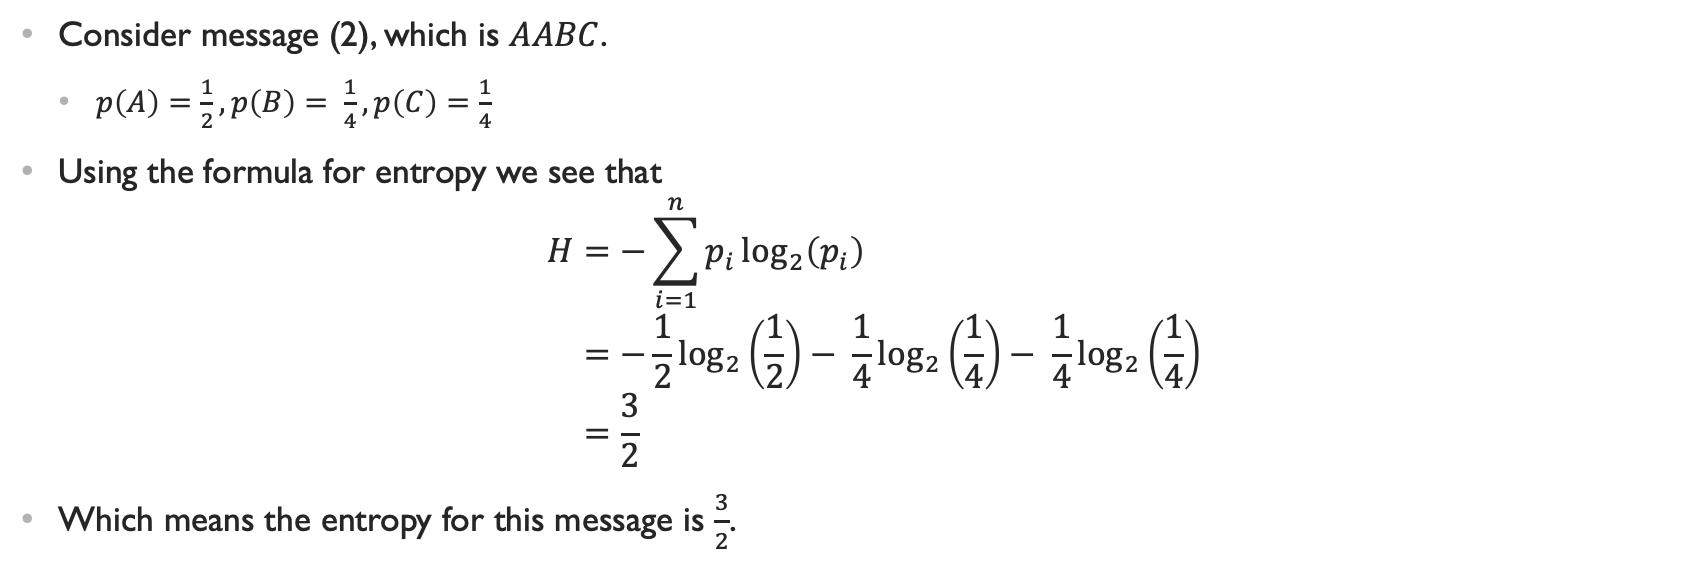 • Consider message (2), which is AABC.
• p(A) = 1/2, p(B) = 1/4, p(C) = 1/4
• Using the formula for entropy we see that
H = − ∑_{i=1}^{n} p_i log₂(p_i)
= − 1/2 log₂(1/2) − 1/4 log₂(1/4) − 1/4 log₂(1/4)
= 3/2
• Which means the entropy for this message is 3/2.